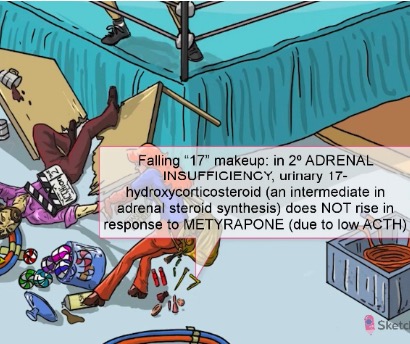 Falling “17” makeup: in 2º ADRENAL
INSUFFICIENCY, urinary 17-
hydroxycorticosteroid (an intermediate in
adrenal steroid synthesis) does NOT rise in
response to METYRAPONE (due to low ACTH)
Sketch